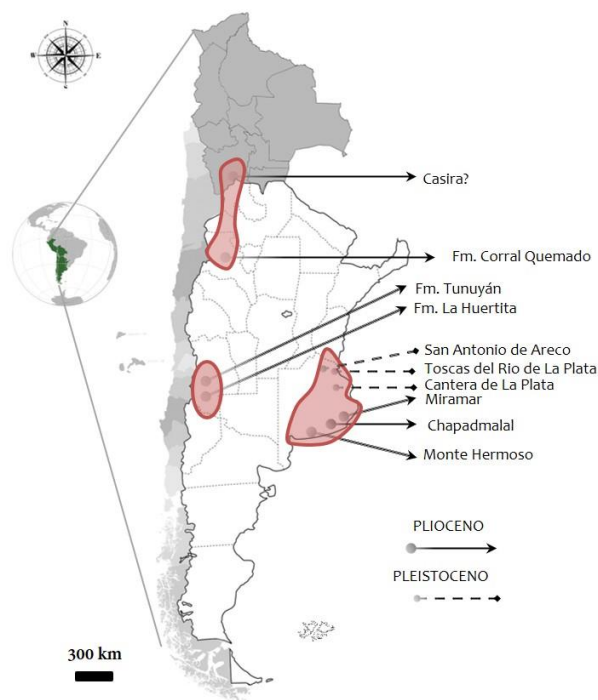 N
W
E
S
Casira?
Fm. Corral Quemado
Fm. Tunuyán
Fm. La Huertita
San Antonio de Areco
Toscas del Rio de La Plata
Cantera de La Plata
Miramar
Chapadmalal
Monte Hermoso
PLIOCENO
PLEISTOCENO
300 km